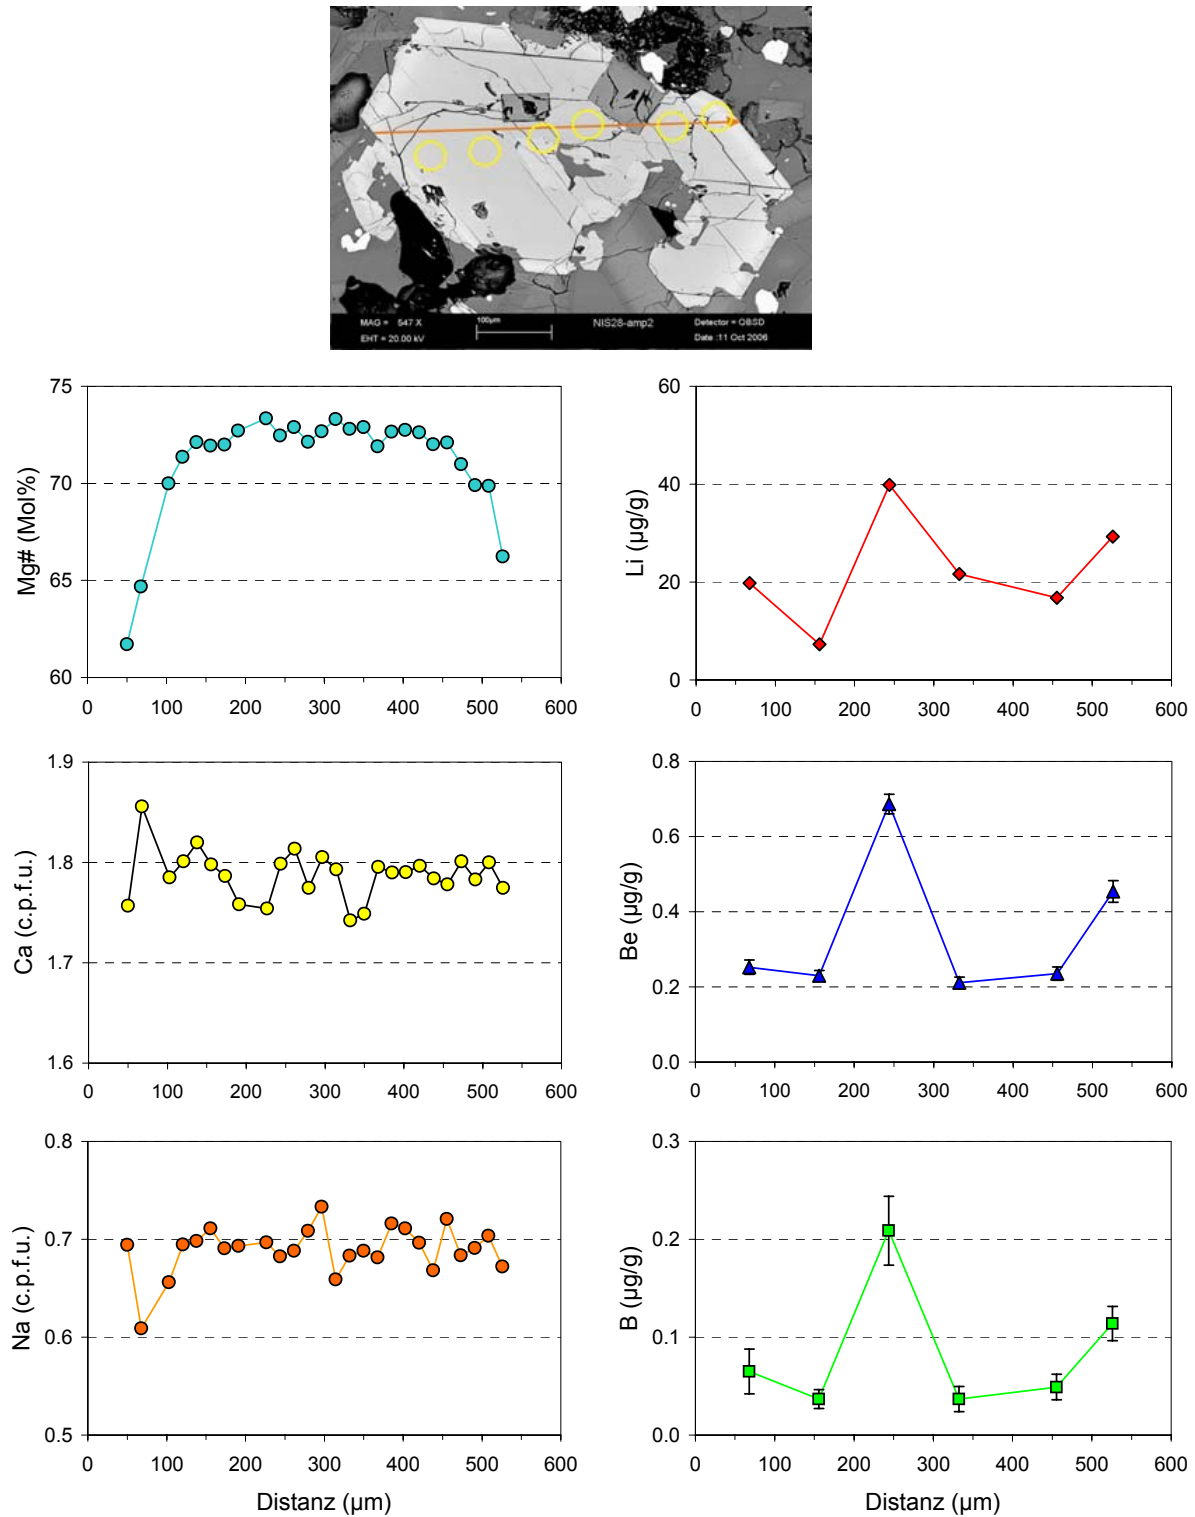 MAG = 547 X
100µm
NIS28-amp2
Detector = QBSD
EHT = 20.00 kV
Date :11 Oct 2006
75
70
65
60
Mg# (Mol%)
0 100 200 300 400 500 600
60
40
20
0
Li (µg/g)
0 100 200 300 400 500 600
1.9
1.8
1.7
1.6
Ca (c.p.f.u.)
0 100 200 300 400 500 600
0.8
0.6
0.4
0.2
0.0
Be (µg/g)
0 100 200 300 400 500 600
0.8
0.7
0.6
0.5
Na (c.p.f.u.)
0 100 200 300 400 500 600
Distanz (µm)
0.3
0.2
0.1
0.0
B (µg/g)
0 100 200 300 400 500 600
Distanz (µm)